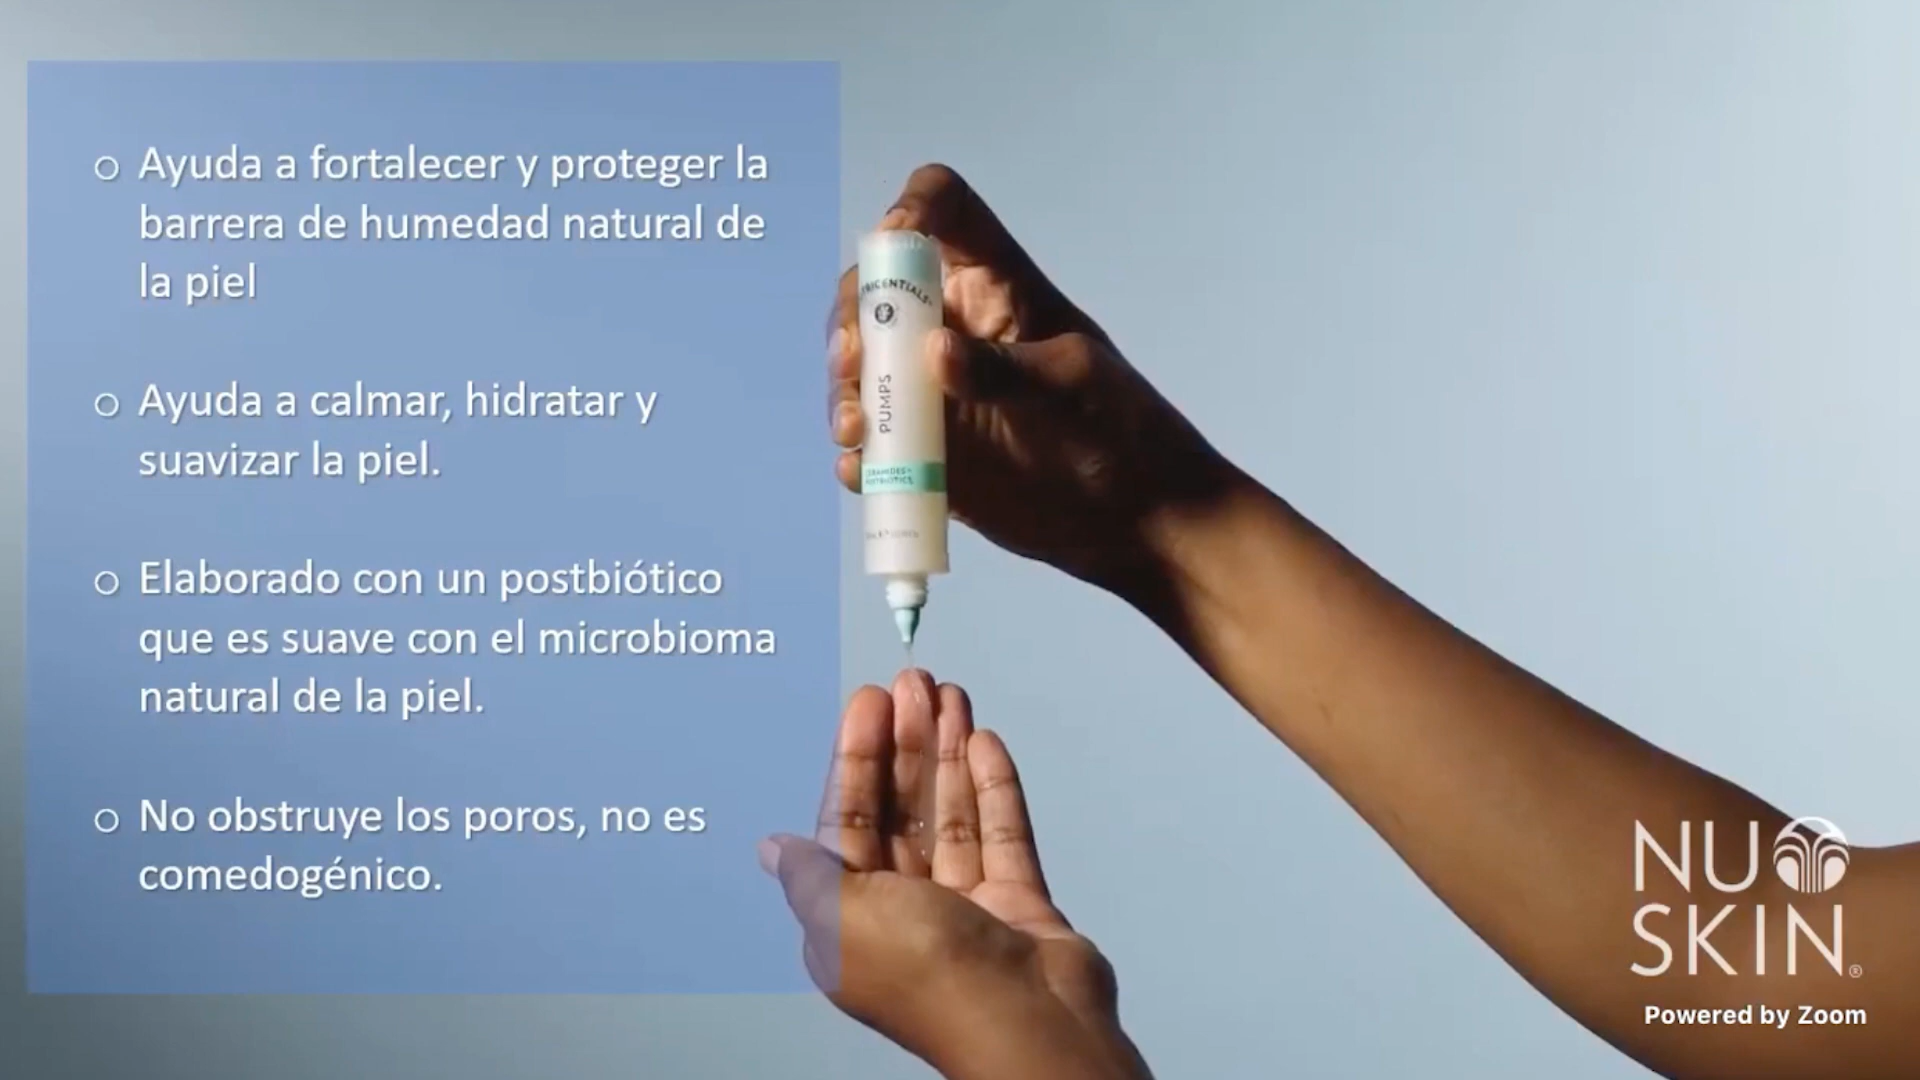 Ayuda a fortalecer y proteger la
barrera de humedad natural de
la piel
Ayuda a calmar, hidratar y
suavizar la piel.
Elaborado con un postbiótico
que es suave con el microbioma
natural de la piel.
No obstruye los poros, no es
comedogénico.
PUMPS
NU
SKIN®
Powered by Zoom